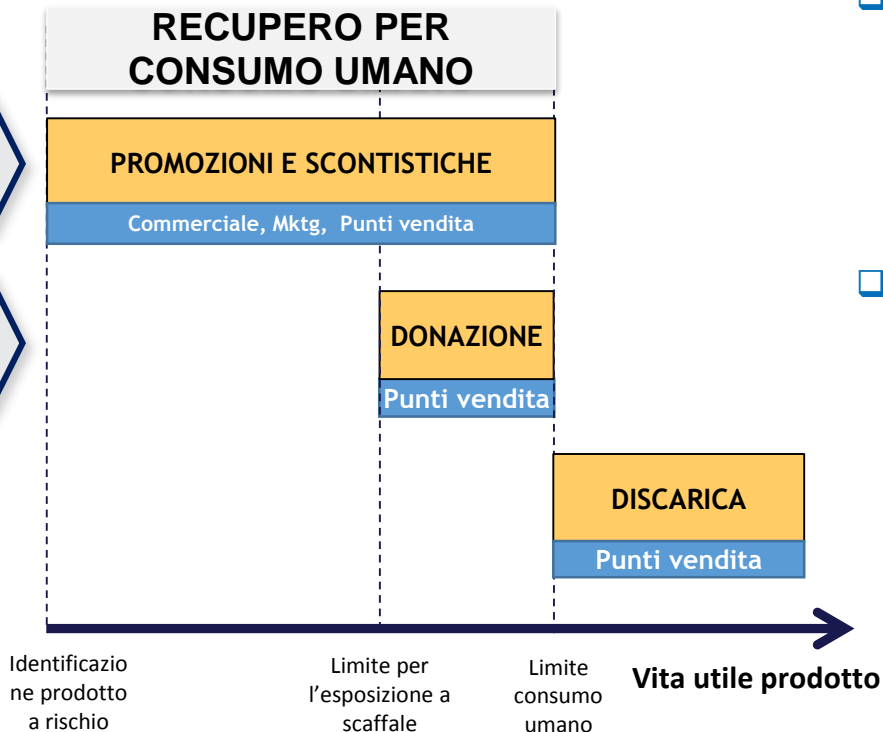 RECUPERO PER
CONSUMO UMANO
PROMOZIONI E SCONTISTICHE
Commerciale, Mktg, Punti vendita
DONAZIONE
Punti vendita
DISCARICA
Punti vendita
Identificazio
ne prodotto
a rischio
Limite per
l’esposizione a
scaffale
Limite
consumo
umano
Vita utile prodotto